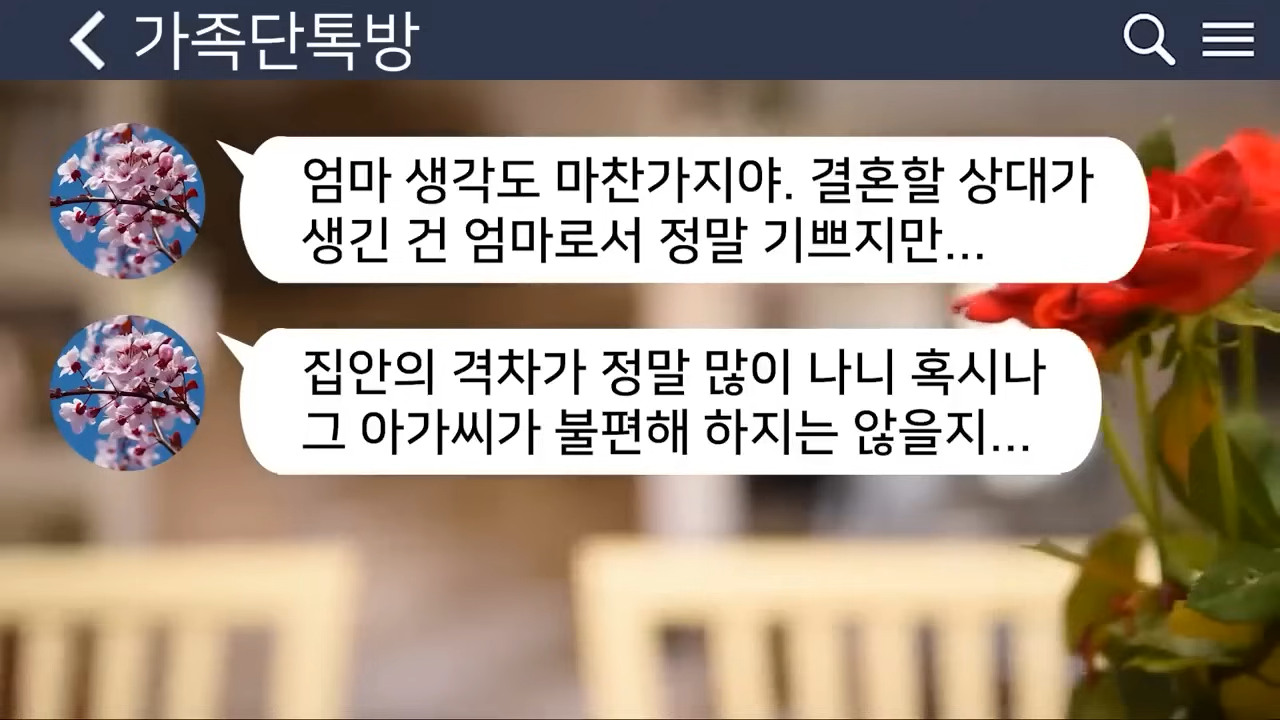 가족단톡방
엄마 생각도 마찬가지야. 결혼할 상대가
생긴 건 엄마로서 정말 기쁘지만...
집안의 격차가 정말 많이 나니 혹시나
그 아가씨가 불편해 하지는 않을지...